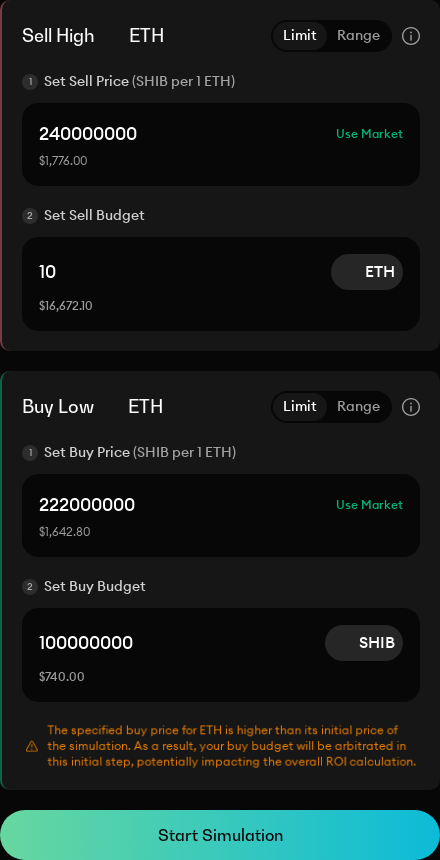 Sell High ETH Limit Range
1 Set Sell Price (SHIB per 1 ETH)
240000000 Use Market
$1,776.00
2 Set Sell Budget
10 ETH
$16,672.10
Buy Low ETH Limit Range
1 Set Buy Price (SHIB per 1 ETH)
222000000 Use Market
$1,642.80
2 Set Buy Budget
100000000 SHIB
$740.00
The specified buy price for ETH is higher than its initial price of
the simulation. As a result, your buy budget will be arbitrated in
this initial step, potentially impacting the overall ROI calculation.
Start Simulation